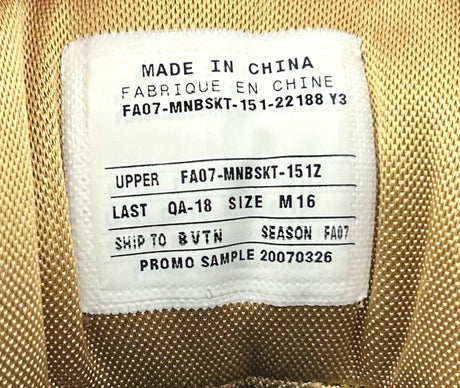 MADE IN CHINA
FABRIQUE EN CHINE
FA07-MNBSKT-151-22188 Y3
UPPER FA07-MNBSKT-151Z
LAST QA-18 SIZE M 16
SHIP TO BVTN SEASON FA07
PROMO SAMPLE 20070326